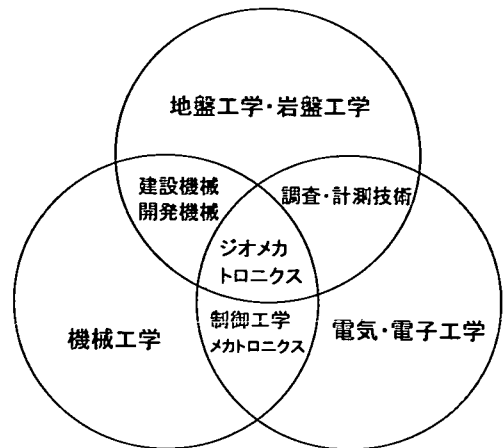 地盤工学・岩盤工学
建設機械
開発機械
調査・計測技術
ジオメカ
トロニクス
機械工学
制御工学
メカトロニクス
電気・電子工学